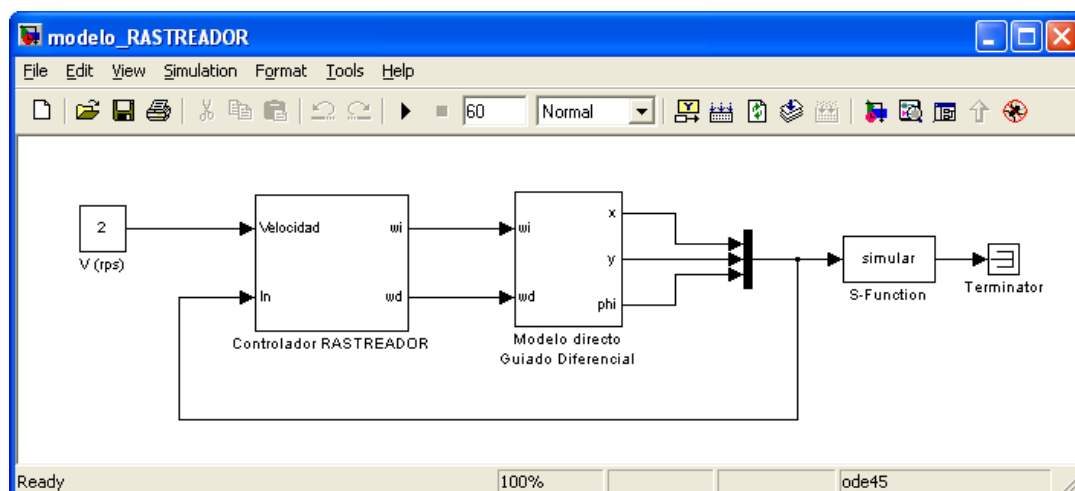 modelo_RASTREADOR
File Edit View Simulation Format Tools Help
60 Normal
2
V (rps)
Velocidad wi
In wd
Controlador RASTREADOR
wi x
y
wd phi
Modelo directo
Guiado Diferencial
simular
S-Function
Terminator
Ready 100% ode45